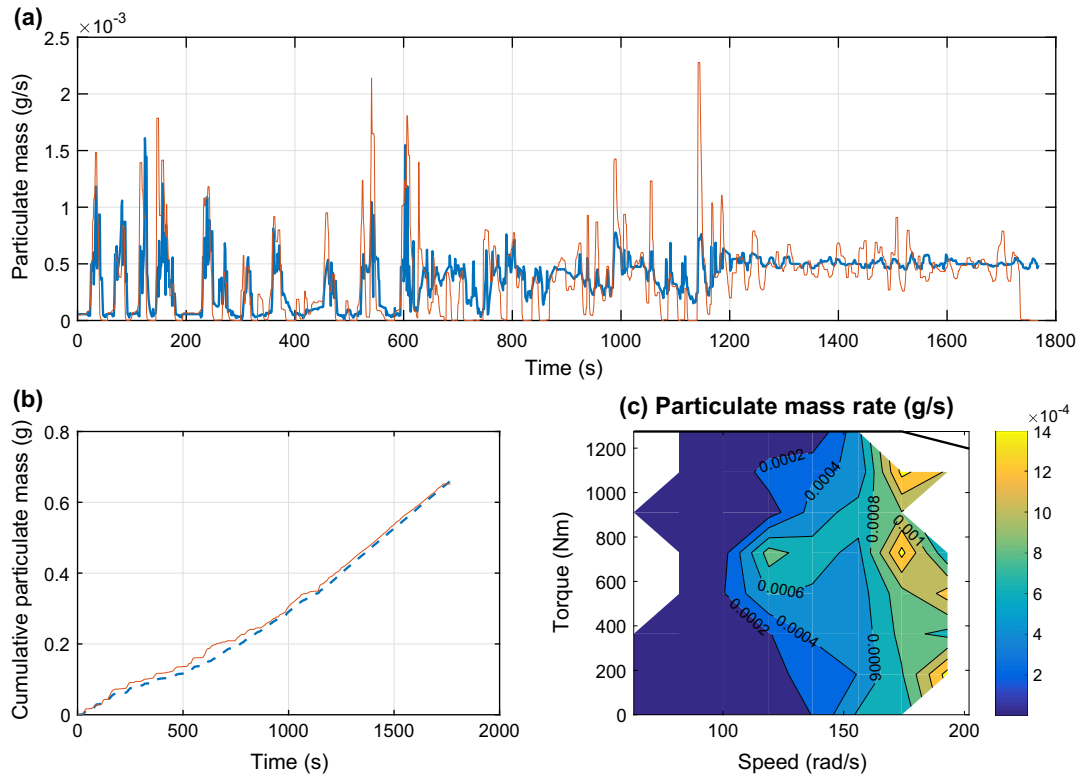 (a)
×10⁻³
2.5
2
1.5
1
0.5
0
Particulate mass (g/s)
0 200 400 600 800 1000 1200 1400 1600 1800
Time (s)
(b)
0.8
0.6
0.4
0.2
0
Cumulative particulate mass (g)
0 500 1000 1500 2000
Time (s)
(c) Particulate mass rate (g/s)
1200
1000
800
600
400
200
0
Torque (Nm)
100 150 200
Speed (rad/s)
0.0002
0.0004
0.0008
0.001
0.0006
0.0002
0.0004
0.0006
×10⁻⁴
14
12
10
8
6
4
2